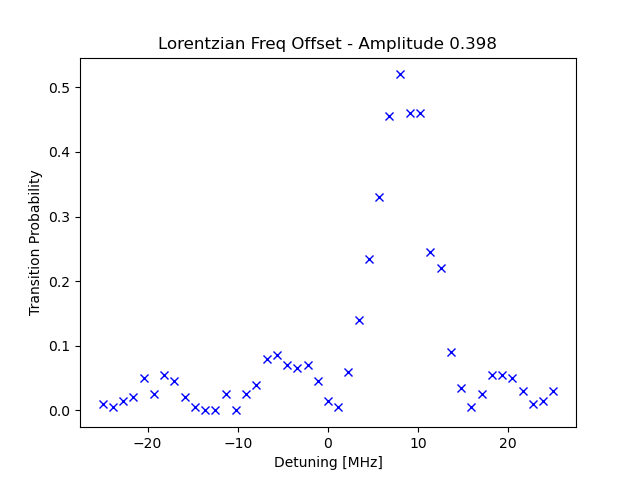 Lorentzian Freq Offset - Amplitude 0.398
Transition Probability
0.5
0.4
0.3
0.2
0.1
0.0
−20 −10 0 10 20
Detuning [MHz]